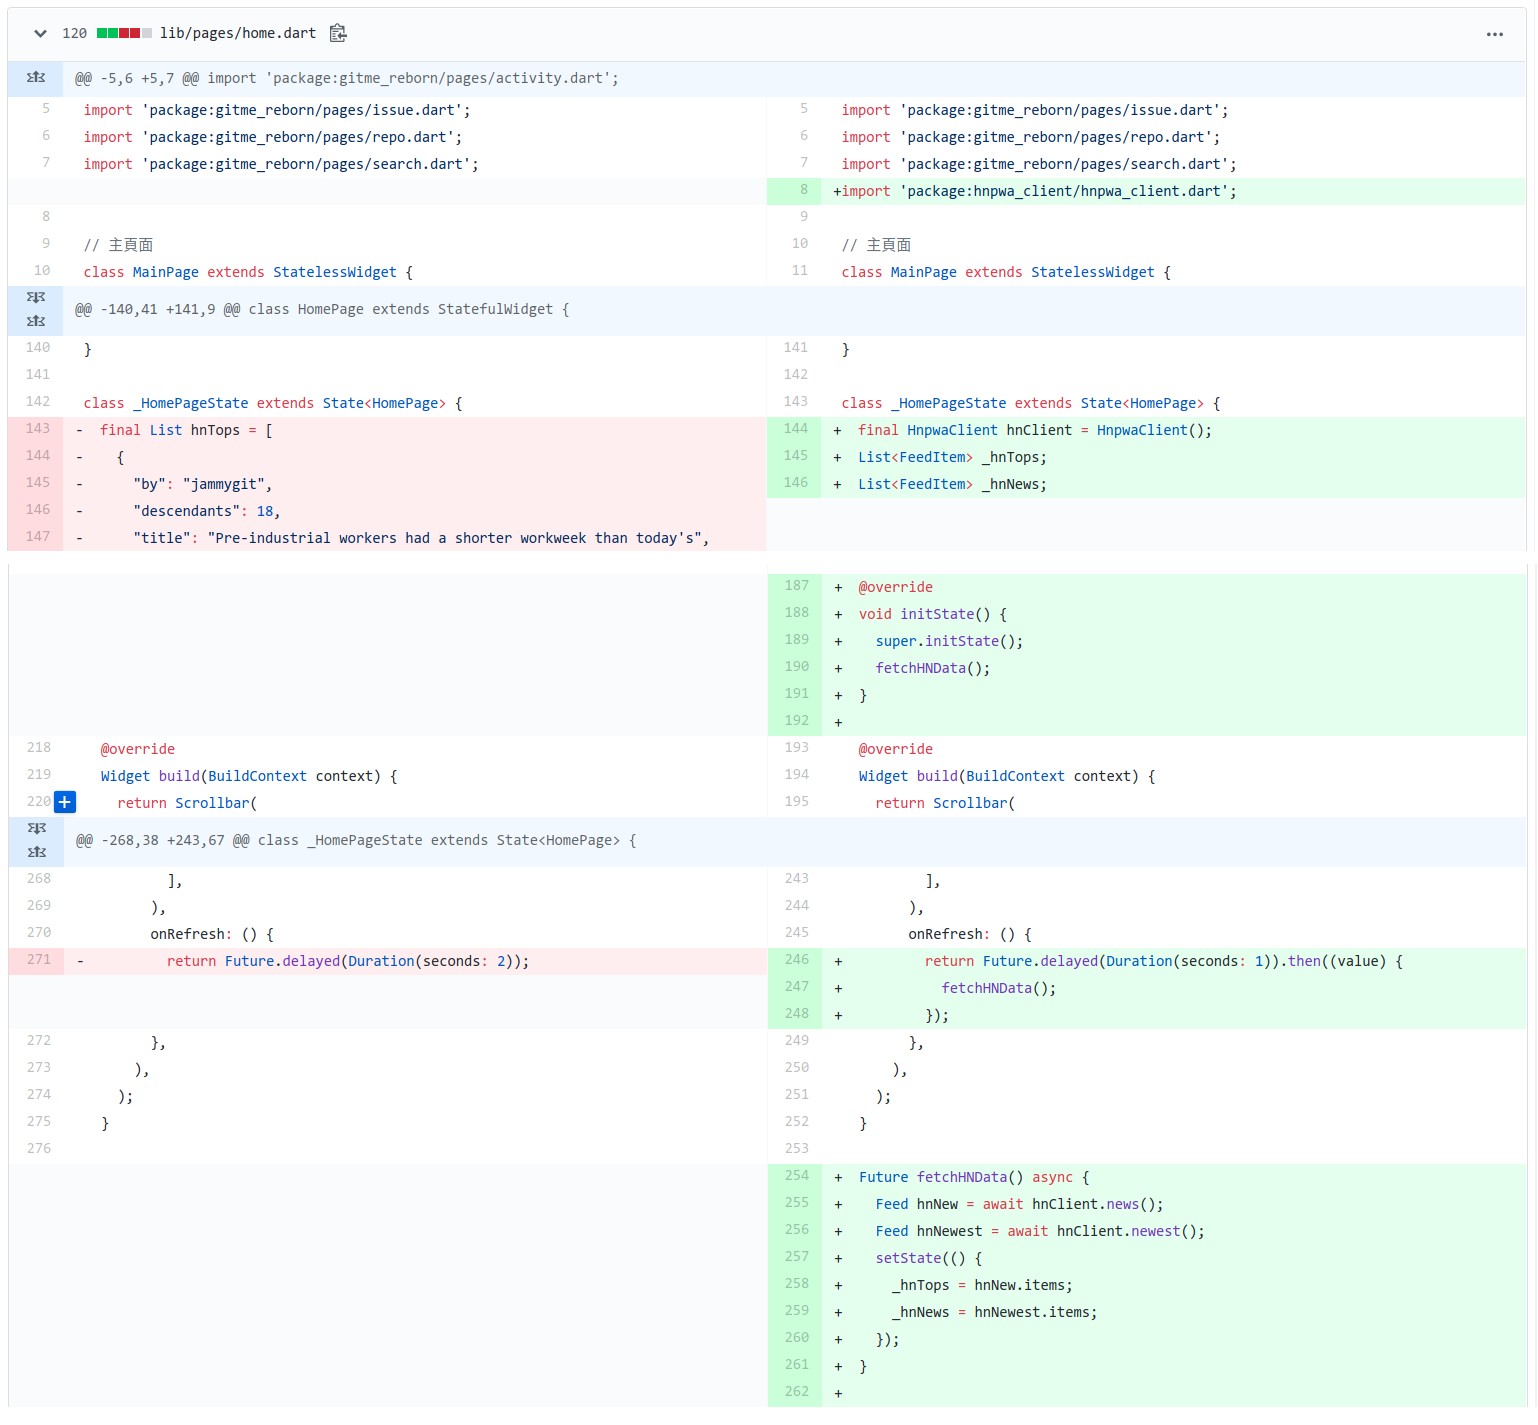 120 lib/pages/home.dart
@@ -5,6 +5,7 @@ import 'package:gitme_reborn/pages/activity.dart';
5 import 'package:gitme_reborn/pages/issue.dart'; 5 import 'package:gitme_reborn/pages/issue.dart';
6 import 'package:gitme_reborn/pages/repo.dart'; 6 import 'package:gitme_reborn/pages/repo.dart';
7 import 'package:gitme_reborn/pages/search.dart'; 7 import 'package:gitme_reborn/pages/search.dart';
8 +import 'package:hnpwa_client/hnpwa_client.dart';
8 9
9 // 主頁面 10 // 主頁面
10 class MainPage extends StatelessWidget { 11 class MainPage extends StatelessWidget {
@@ -140,41 +141,9 @@ class HomePage extends StatefulWidget {
140 } 141 }
141 142
142 class _HomePageState extends State<HomePage> { 143 class _HomePageState extends State<HomePage> {
143 - final List hnTops = [ 144 + final HnpwaClient hnClient = HnpwaClient();
144 - { 145 + List<FeedItem> _hnTops;
145 - "by": "jammygit", 146 + List<FeedItem> _hnNews;
146 - "descendants": 18,
147 - "title": "Pre-industrial workers had a shorter workweek than today's",
187 + @override
188 + void initState() {
189 + super.initState();
190 + fetchHNData();
191 + }
192 +
218 @override 193 @override
219 Widget build(BuildContext context) { 194 Widget build(BuildContext context) {
220 + return Scrollbar( 195 return Scrollbar(
@@ -268,38 +243,67 @@ class _HomePageState extends State<HomePage> {
268 ], 243 ],
269 ), 244 ),
270 onRefresh: () { 245 onRefresh: () {
271 - return Future.delayed(Duration(seconds: 2)); 246 + return Future.delayed(Duration(seconds: 1)).then((value) {
247 + fetchHNData();
248 + });
272 }, 249 },
273 ), 250 ),
274 ); 251 );
275 } 252 }
276 253
254 + Future fetchHNData() async {
255 + Feed hnNew = await hnClient.news();
256 + Feed hnNewest = await hnClient.newest();
257 + setState(() {
258 + _hnTops = hnNew.items;
259 + _hnNews = hnNewest.items;
260 + });
261 + }
262 +